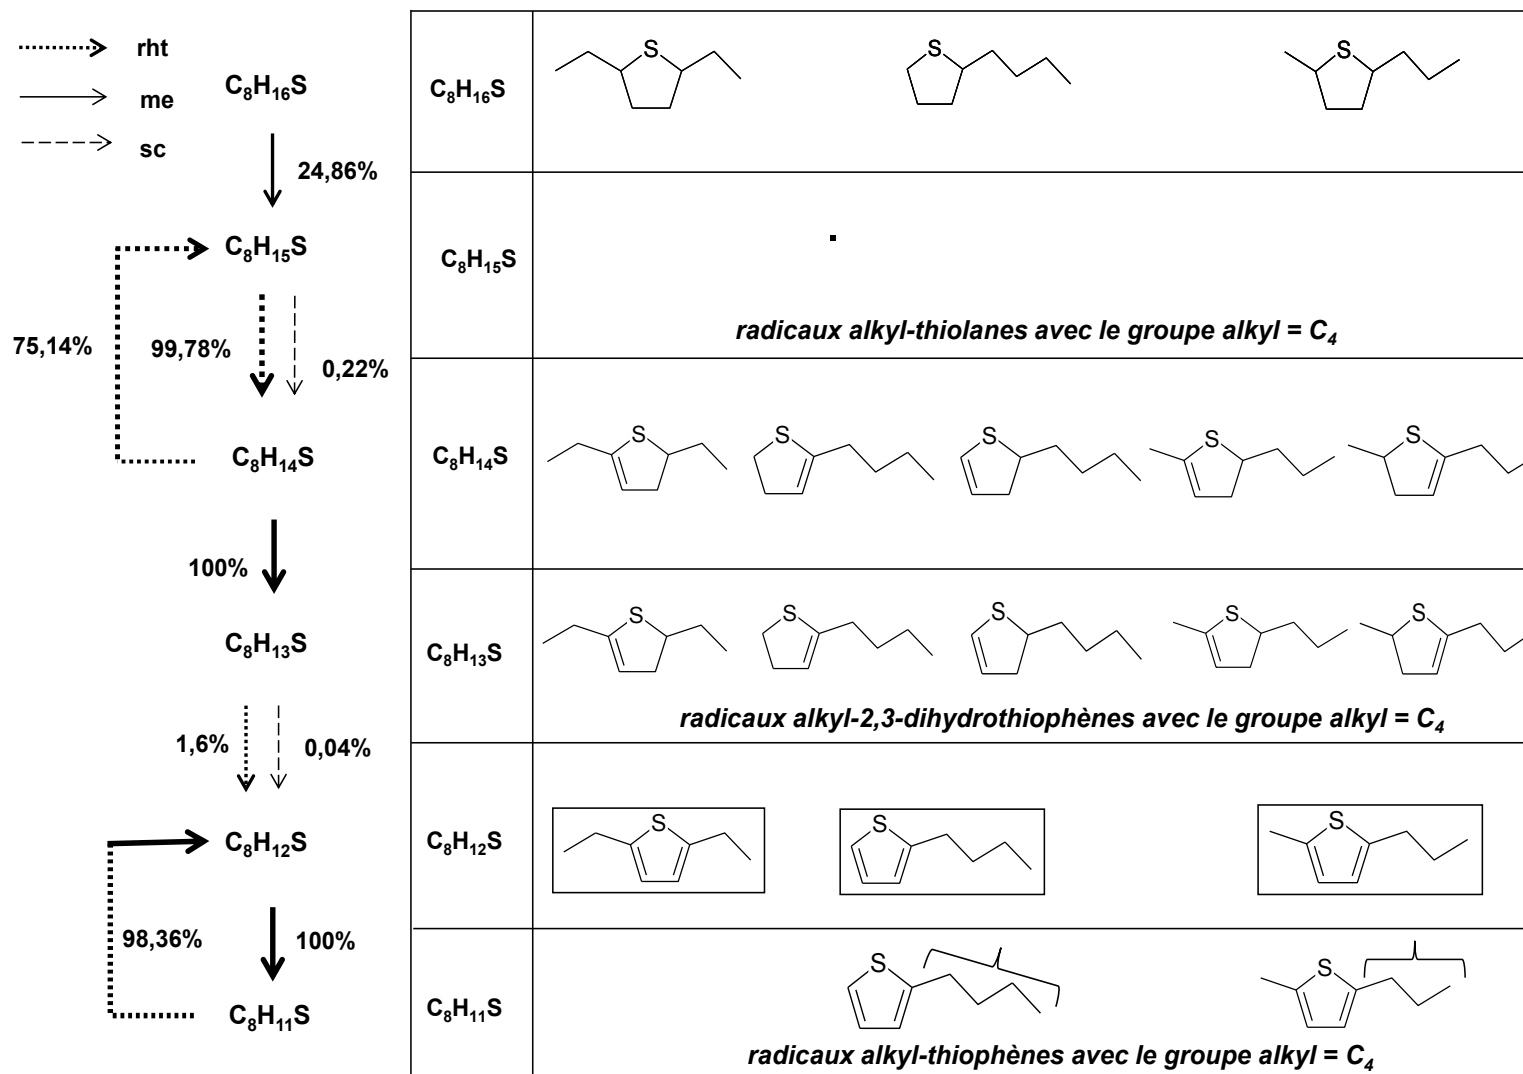 rht
me
sc
C₈H₁₆S
24,86%
C₈H₁₅S
75,14%
99,78%
0,22%
C₈H₁₄S
100%
C₈H₁₃S
1,6%
0,04%
C₈H₁₂S
98,36%
100%
C₈H₁₁S
C₈H₁₆S
S
S
S
C₈H₁₅S
radicaux alkyl-thiolanes avec le groupe alkyl = C₄
C₈H₁₄S
S
S
S
S
S
C₈H₁₃S
S
S
S
S
S
radicaux alkyl-2,3-dihydrothiophènes avec le groupe alkyl = C₄
C₈H₁₂S
S
S
S
C₈H₁₁S
S
S
radicaux alkyl-thiophènes avec le groupe alkyl = C₄